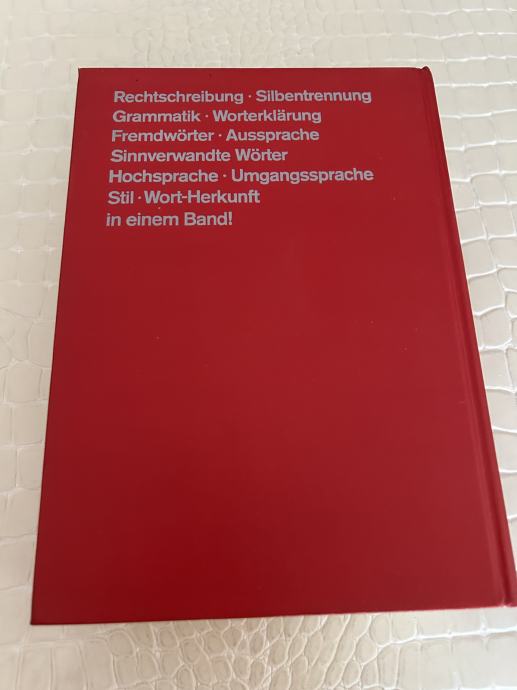 Rechtschreibung · Silbentrennung
Grammatik · Worterklärung
Fremdwörter · Aussprache
Sinnverwandte Wörter
Hochsprache · Umgangssprache
Stil · Wort-Herkunft
in einem Band!